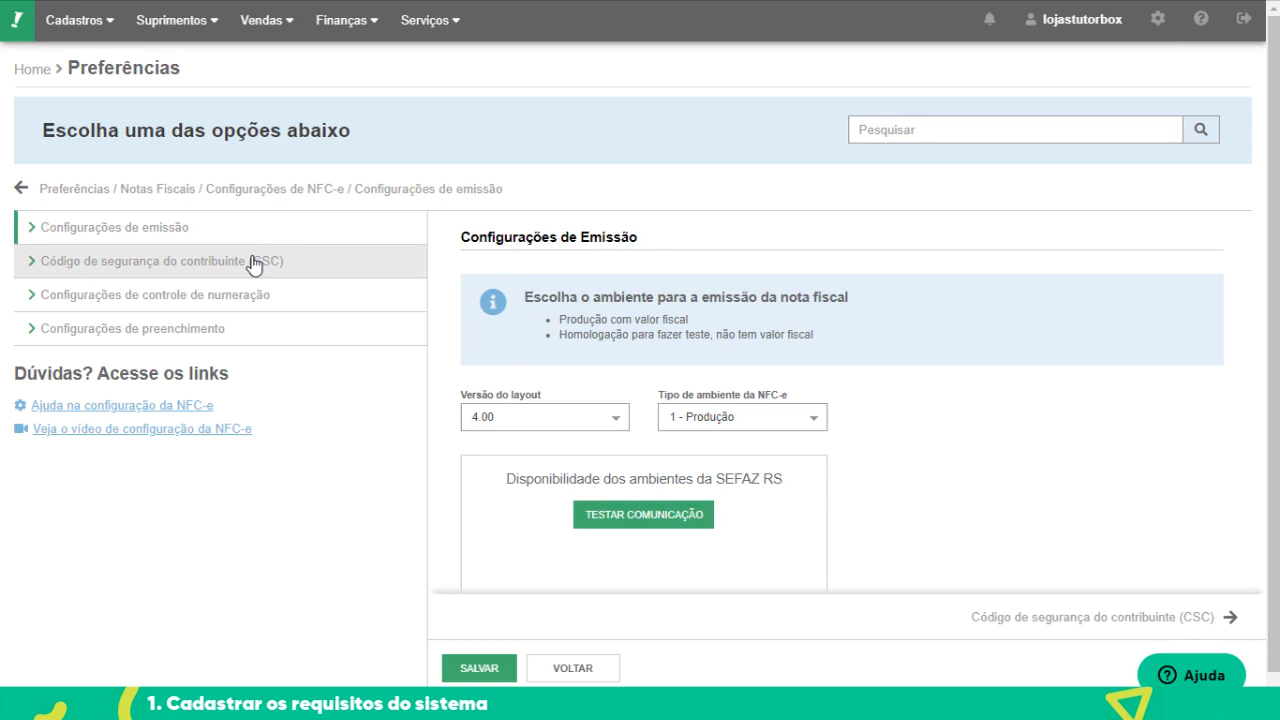 Cadastros Suprimentos Vendas Finanças Serviços lojastutorbox
Home > Preferências
Escolha uma das opções abaixo
Pesquisar
Preferências / Notas Fiscais / Configurações de NFC-e / Configurações de emissão
Configurações de emissão
Código de segurança do contribuinte (CSC)
Configurações de controle de numeração
Configurações de preenchimento
Dúvidas? Acesse os links
Ajuda na configuração da NFC-e
Veja o vídeo de configuração da NFC-e
Configurações de Emissão
Escolha o ambiente para a emissão da nota fiscal
• Produção com valor fiscal
• Homologação para fazer teste, não tem valor fiscal
Versão do layout Tipo de ambiente da NFC-e
4.00 1 - Produção
Disponibilidade dos ambientes da SEFAZ RS
TESTAR COMUNICAÇÃO
Código de segurança do contribuinte (CSC)
SALVAR VOLTAR
Ajuda
1. Cadastrar os requisitos do sistema